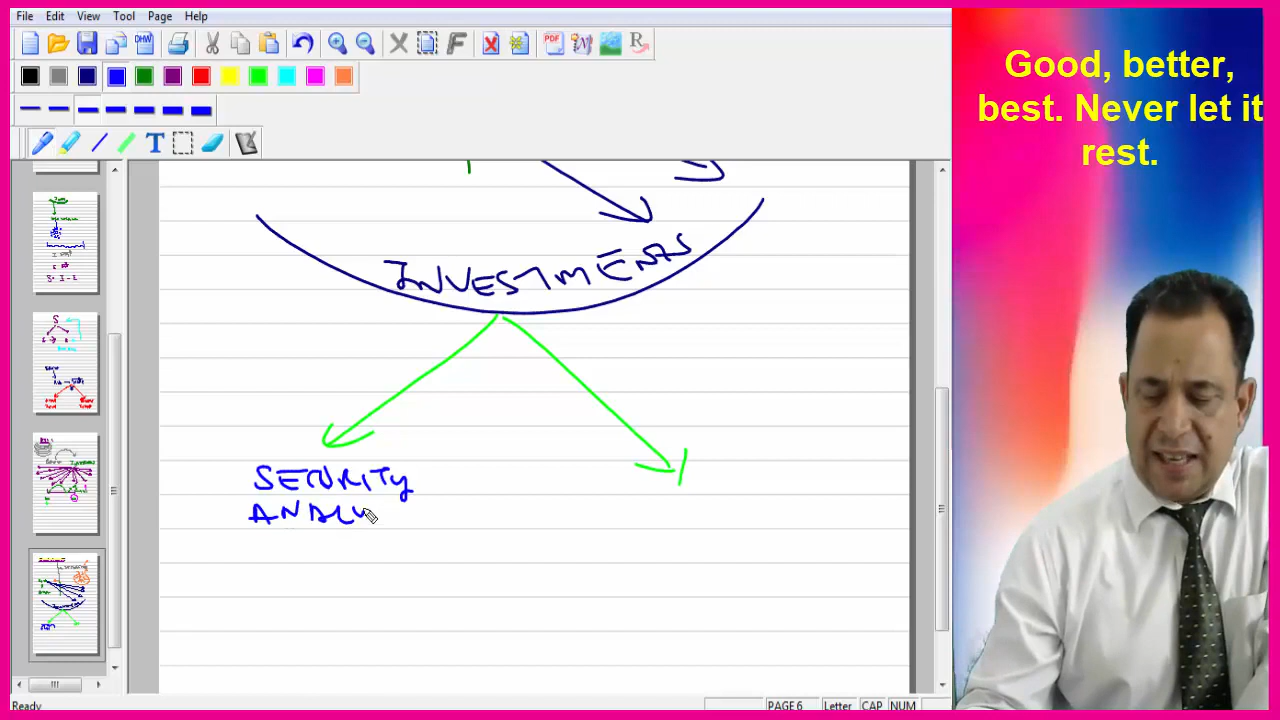 File Edit View Tool Page Help
Good, better,
best. Never let it
rest.
INVESTMENTS
SECURITY
ANALY
Ready
PAGE 6 Letter CAP NUM